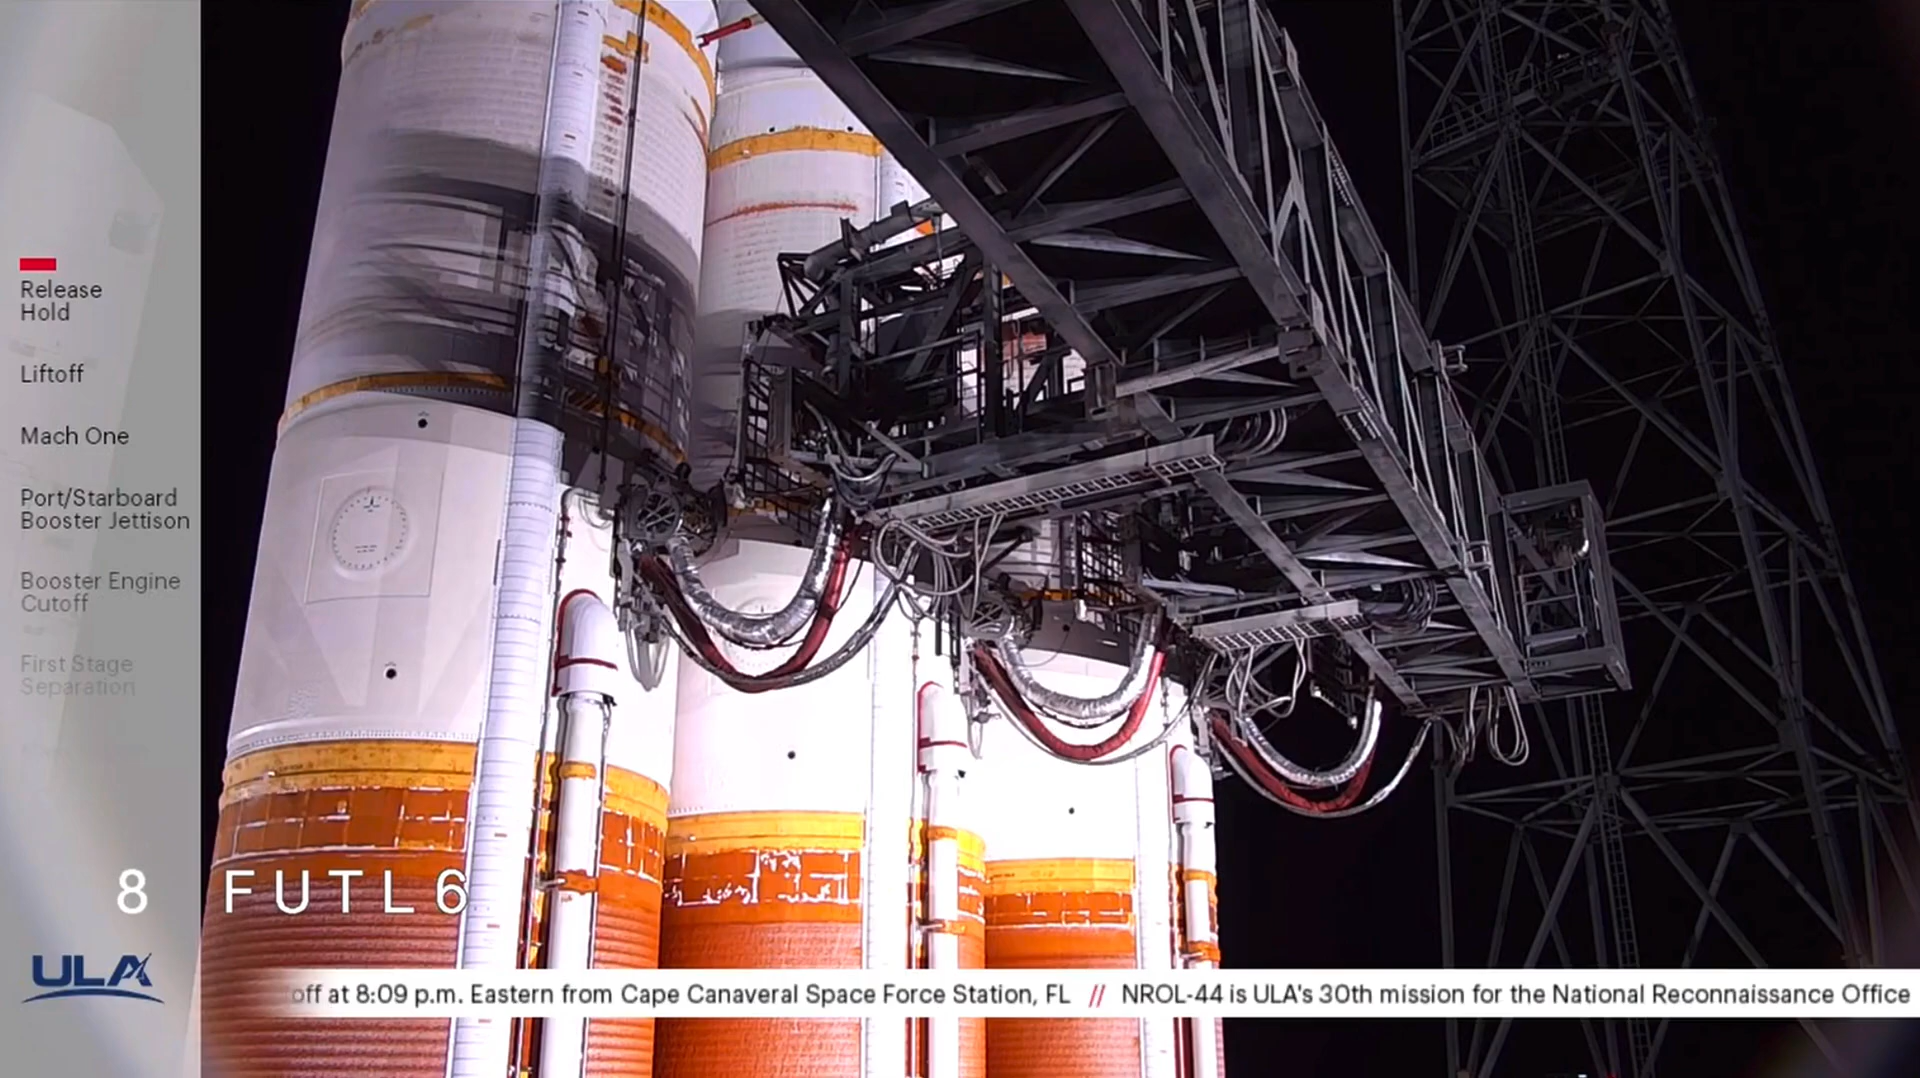 Release
Hold
Liftoff
Mach One
Port/Starboard
Booster Jettison
Booster Engine
Cutoff
First Stage
Separation
8 FUTL6
ULA
off at 8:09 p.m. Eastern from Cape Canaveral Space Force Station, FL // NROL-44 is ULA's 30th mission for the National Reconnaissance Office